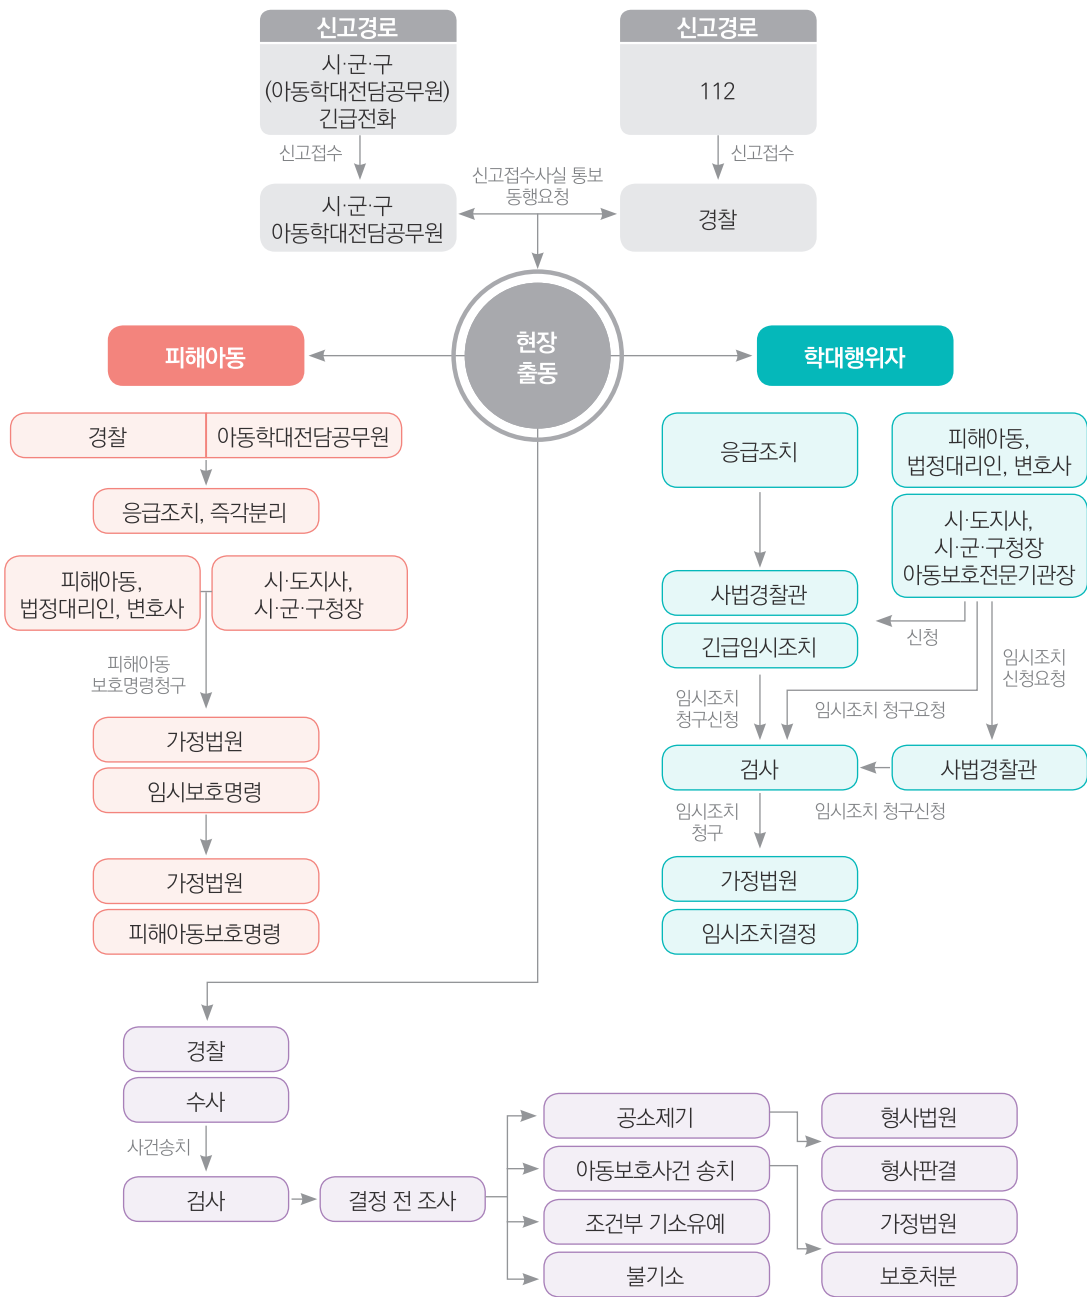 신고경로
시·군·구
(아동학대전담공무원)
긴급전화
신고경로
112
신고접수
신고접수
시·군·구
아동학대전담공무원
신고접수사실 통보
동행요청
경찰
현장
출동
피해아동
학대행위자
경찰
아동학대전담공무원
응급조치, 즉각분리
피해아동,
법정대리인, 변호사
시·도지사,
시·군·구청장
피해아동
보호명령청구
가정법원
임시보호명령
가정법원
피해아동보호명령
응급조치
피해아동,
법정대리인, 변호사
시·도지사,
시·군·구청장
아동보호전문기관장
사법경찰관
긴급임시조치
신청
임시조치
신청요청
임시조치
청구신청
임시조치 청구요청
검사
사법경찰관
임시조치
청구
임시조치 청구신청
가정법원
임시조치결정
경찰
수사
사건송치
검사
결정 전 조사
공소제기
아동보호사건 송치
조건부 기소유예
불기소
형사법원
형사판결
가정법원
보호처분